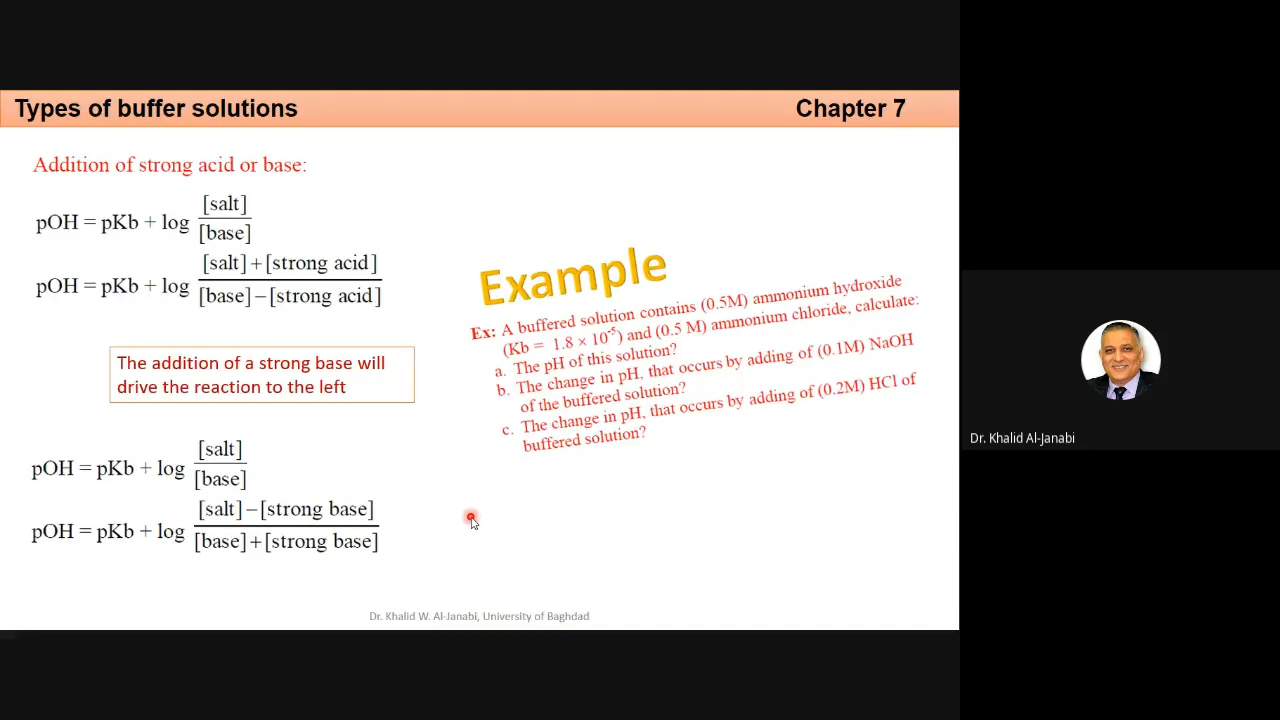 Types of buffer solutions
Chapter 7
Addition of strong acid or base:
pOH = pKb + log [salt]/[base]
pOH = pKb + log [salt]+[strong acid]/[base]−[strong acid]
The addition of a strong base will
drive the reaction to the left
pOH = pKb + log [salt]/[base]
pOH = pKb + log [salt]−[strong base]/[base]+[strong base]
Example
Ex: A buffered solution contains (0.5M) ammonium hydroxide
(Kb = 1.8 × 10⁻⁵) and (0.5 M) ammonium chloride, calculate:
a. The pH of this solution?
b. The change in pH, that occurs by adding of (0.1M) NaOH
of the buffered solution?
c. The change in pH, that occurs by adding of (0.2M) HCl of
buffered solution?
Dr. Khalid W. Al-Janabi, University of Baghdad
Dr. Khalid Al-Janabi